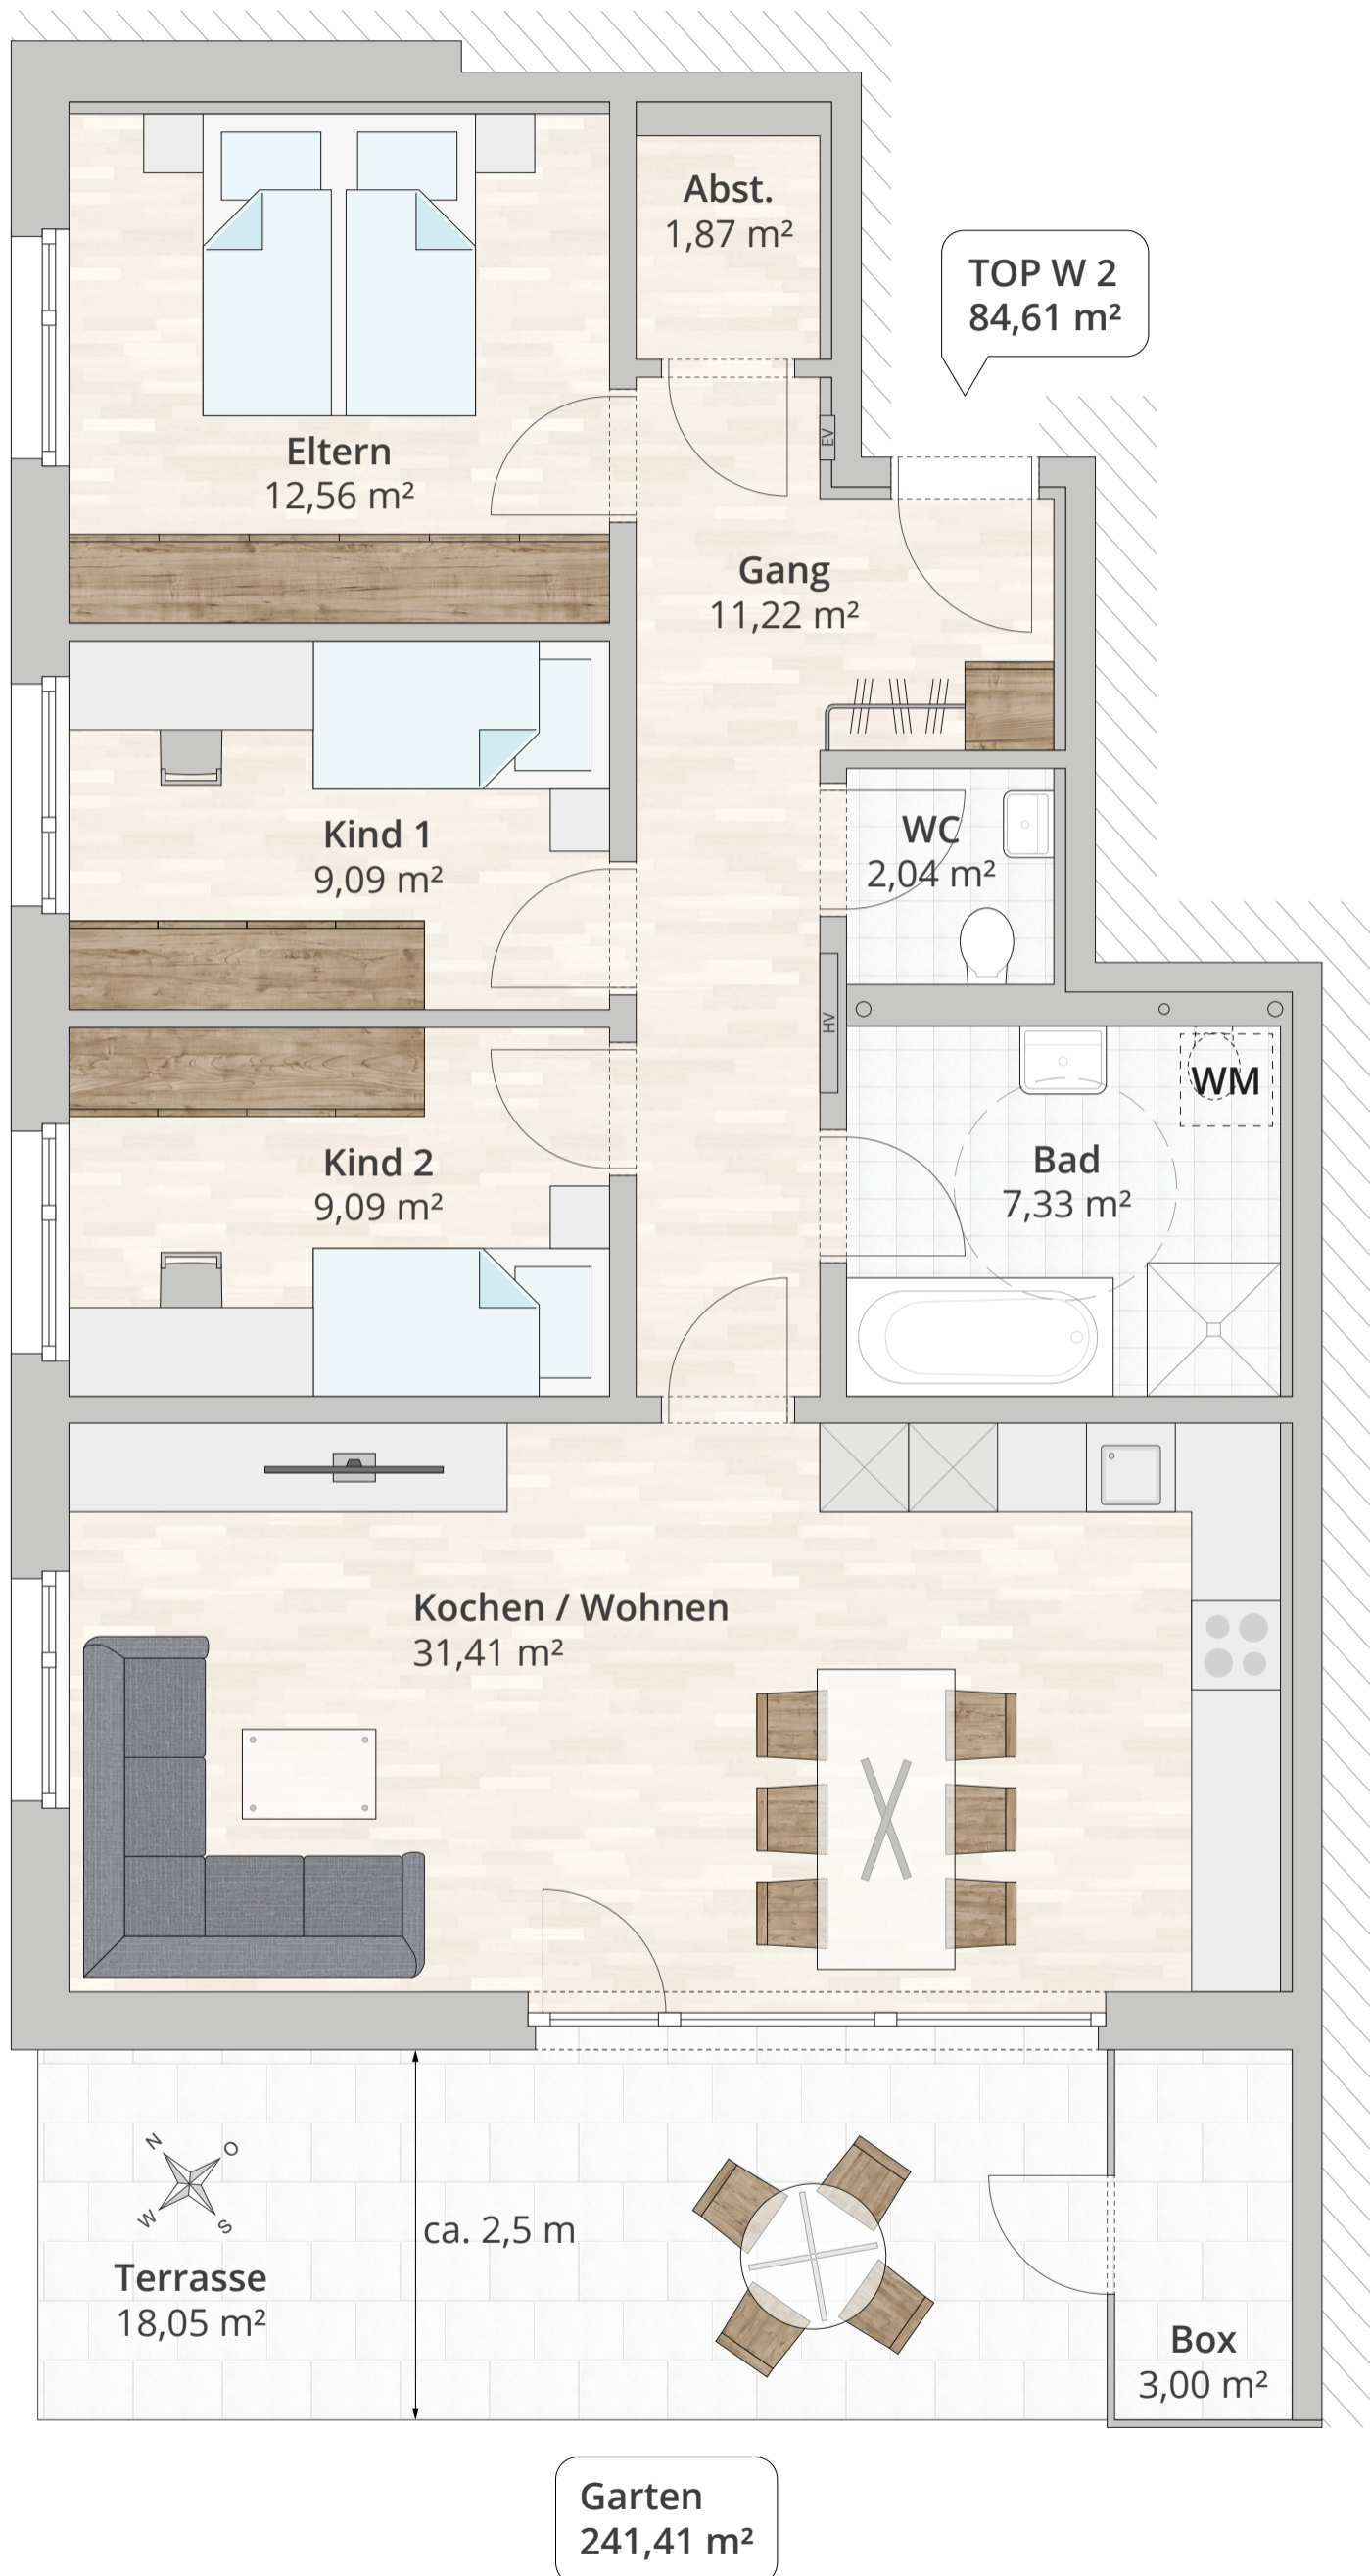 Abst.
1,87 m²
TOP W 2
84,61 m²
EV
Eltern
12,56 m²
Gang
11,22 m²
Kind 1
9,09 m²
WC
2,04 m²
HV
WM
Kind 2
9,09 m²
Bad
7,33 m²
Kochen / Wohnen
31,41 m²
N
O
W
S
ca. 2,5 m
Terrasse
18,05 m²
Box
3,00 m²
Garten
241,41 m²